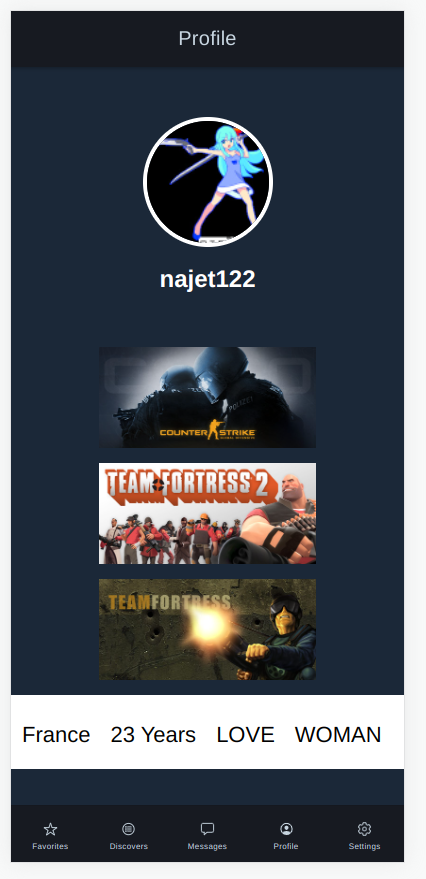 Profile
najet122
COUNTER STRIKE
TEAM FORTRESS 2
TEAMFORTRESS
France 23 Years LOVE WOMAN
Favorites Discovers Messages Profile Settings